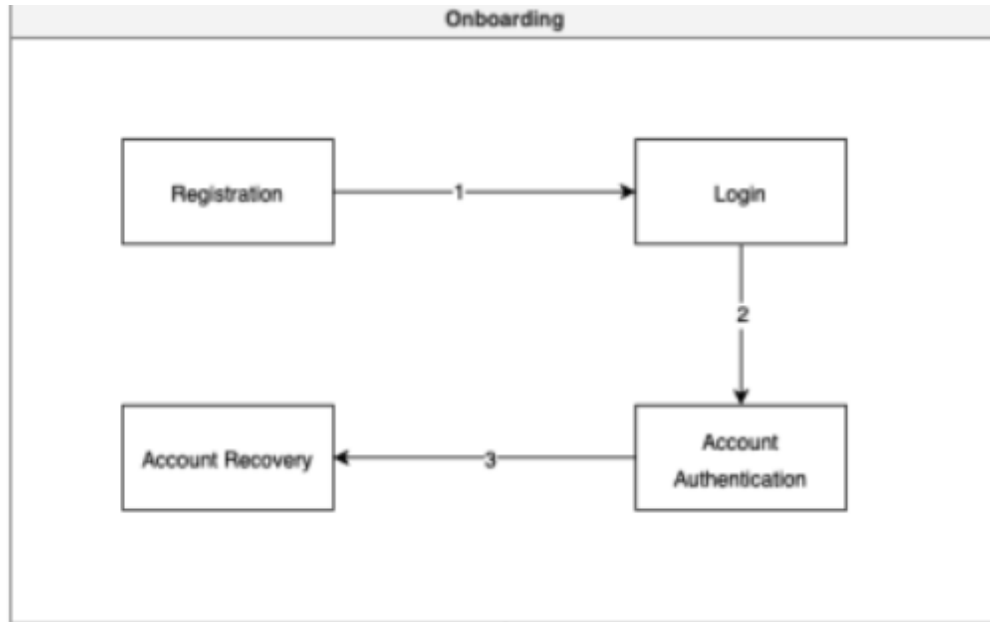 Onboarding
Registration
1
Login
2
Account Recovery
3
Account
Authentication